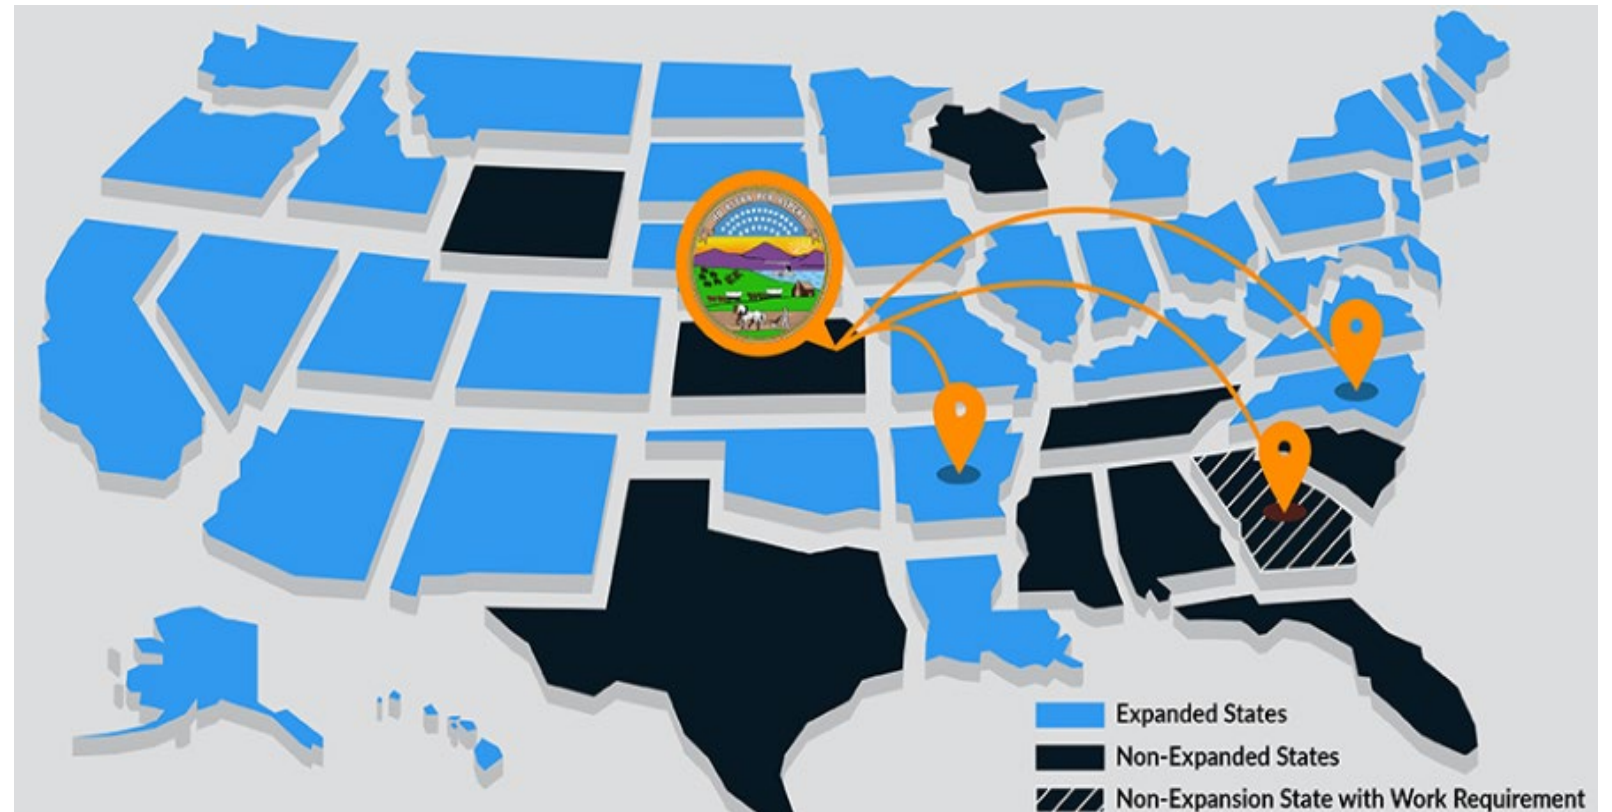 Expanded States
Non-Expanded States
Non-Expansion State with Work Requirement